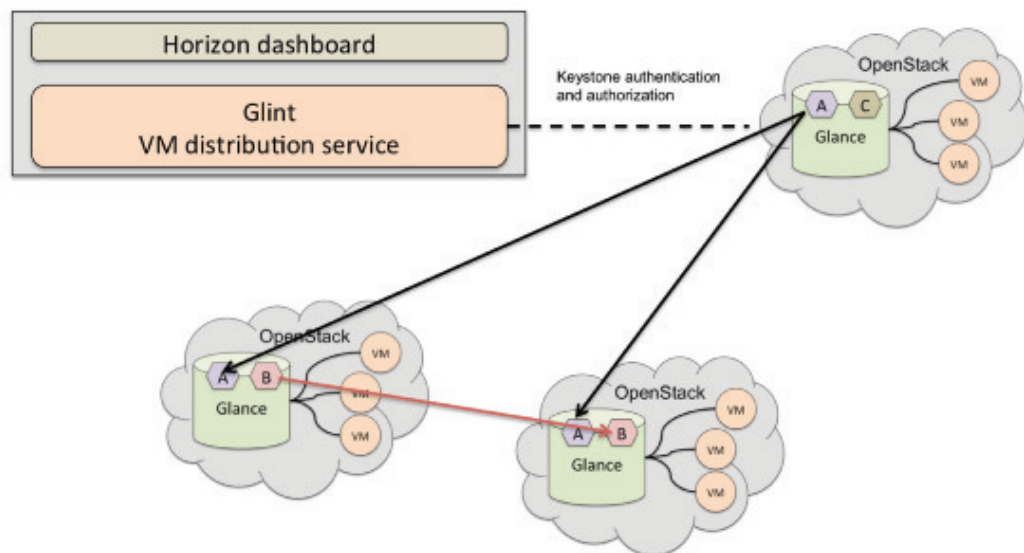 Horizon dashboard
Glint
VM distribution service
Keystone authentication
and authorization
OpenStack
A
C
Glance
VM
VM
VM
OpenStack
A
B
Glance
VM
VM
VM
OpenStack
A
B
Glance
VM
VM
VM